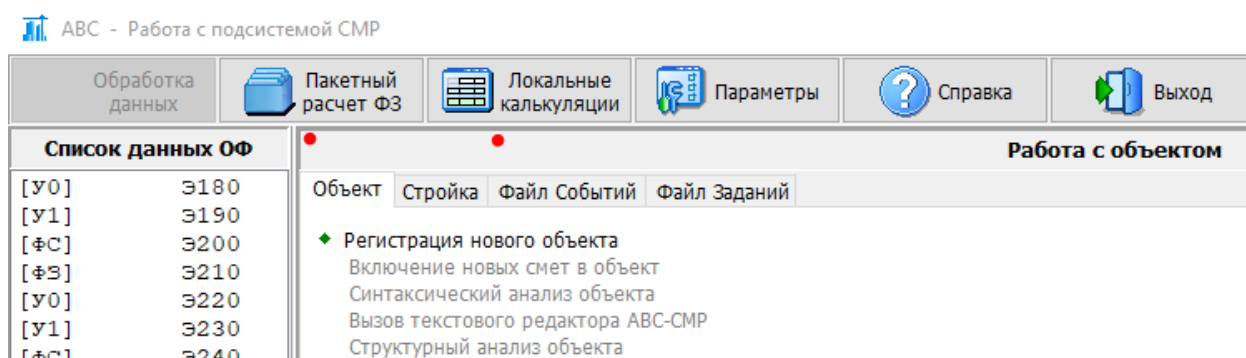 АВС - Работа с подсистемой СМР
Обработка данных
Пакетный расчет ФЗ
Локальные калькуляции
Параметры
Справка
Выход
Список данных ОФ
Работа с объектом
[У0] Э180
[У1] Э190
[ФС] Э200
[ФЗ] Э210
[У0] Э220
[У1] Э230
[ФС] Э240
Объект Стройка Файл Событий Файл Заданий
Регистрация нового объекта
Включение новых смет в объект
Синтаксический анализ объекта
Вызов текстового редактора АВС-СМР
Структурный анализ объекта